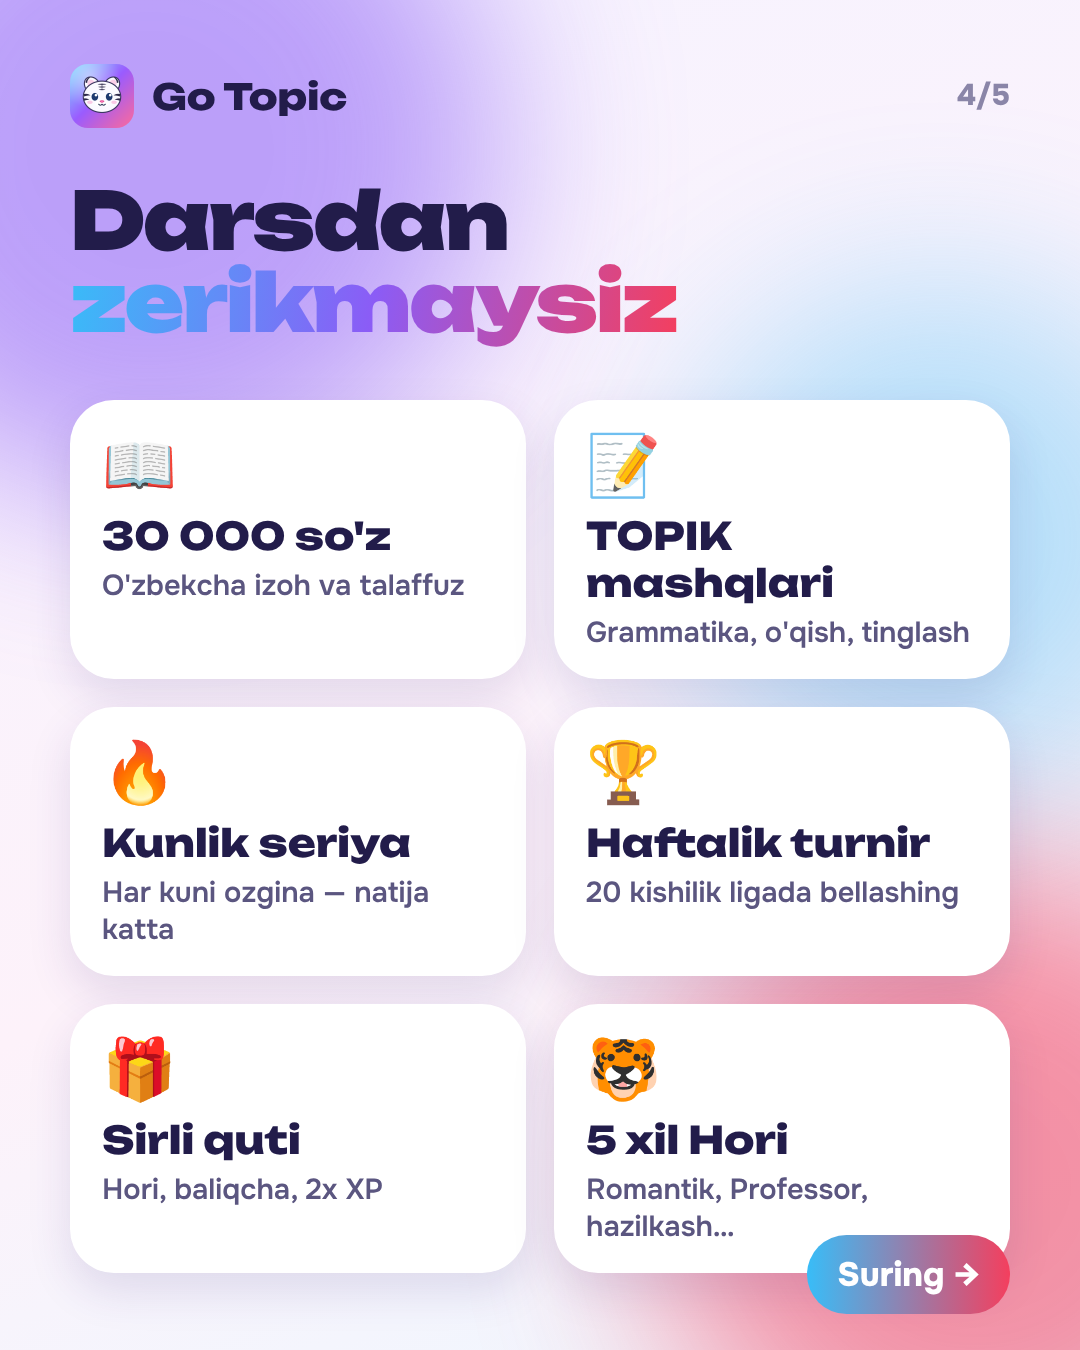 Go Topic
4/5
Darsdan
zerikmaysiz
30 000 so'z
O'zbekcha izoh va talaffuz
TOPIK
mashqlari
Grammatika, o'qish, tinglash
Kunlik seriya
Har kuni ozgina — natija
katta
Haftalik turnir
20 kishilik ligada bellashing
Sirli quti
Hori, baliqcha, 2x XP
5 xil Hori
Romantik, Professor,
hazilkash...
Suring →